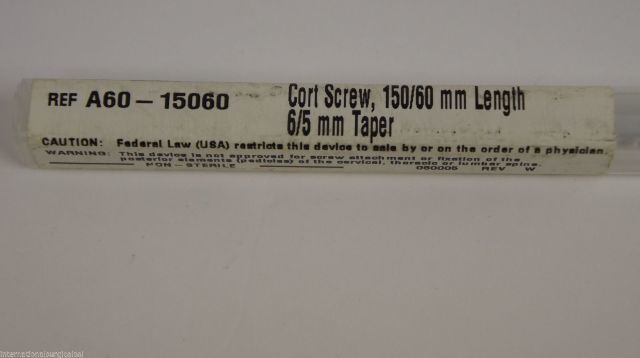 REF A60-15060
Cort Screw, 150/60 mm Length
6/5 mm Taper
CAUTION: Federal Law (USA) restricts this device to sale by or on the order of a physician
WARNING: This device is not approved for screw attachment or fixation of the
posterior elements (pedicles) of the cervical, thoracic or lumbar spine.
NON-STERILE
060005 REV W